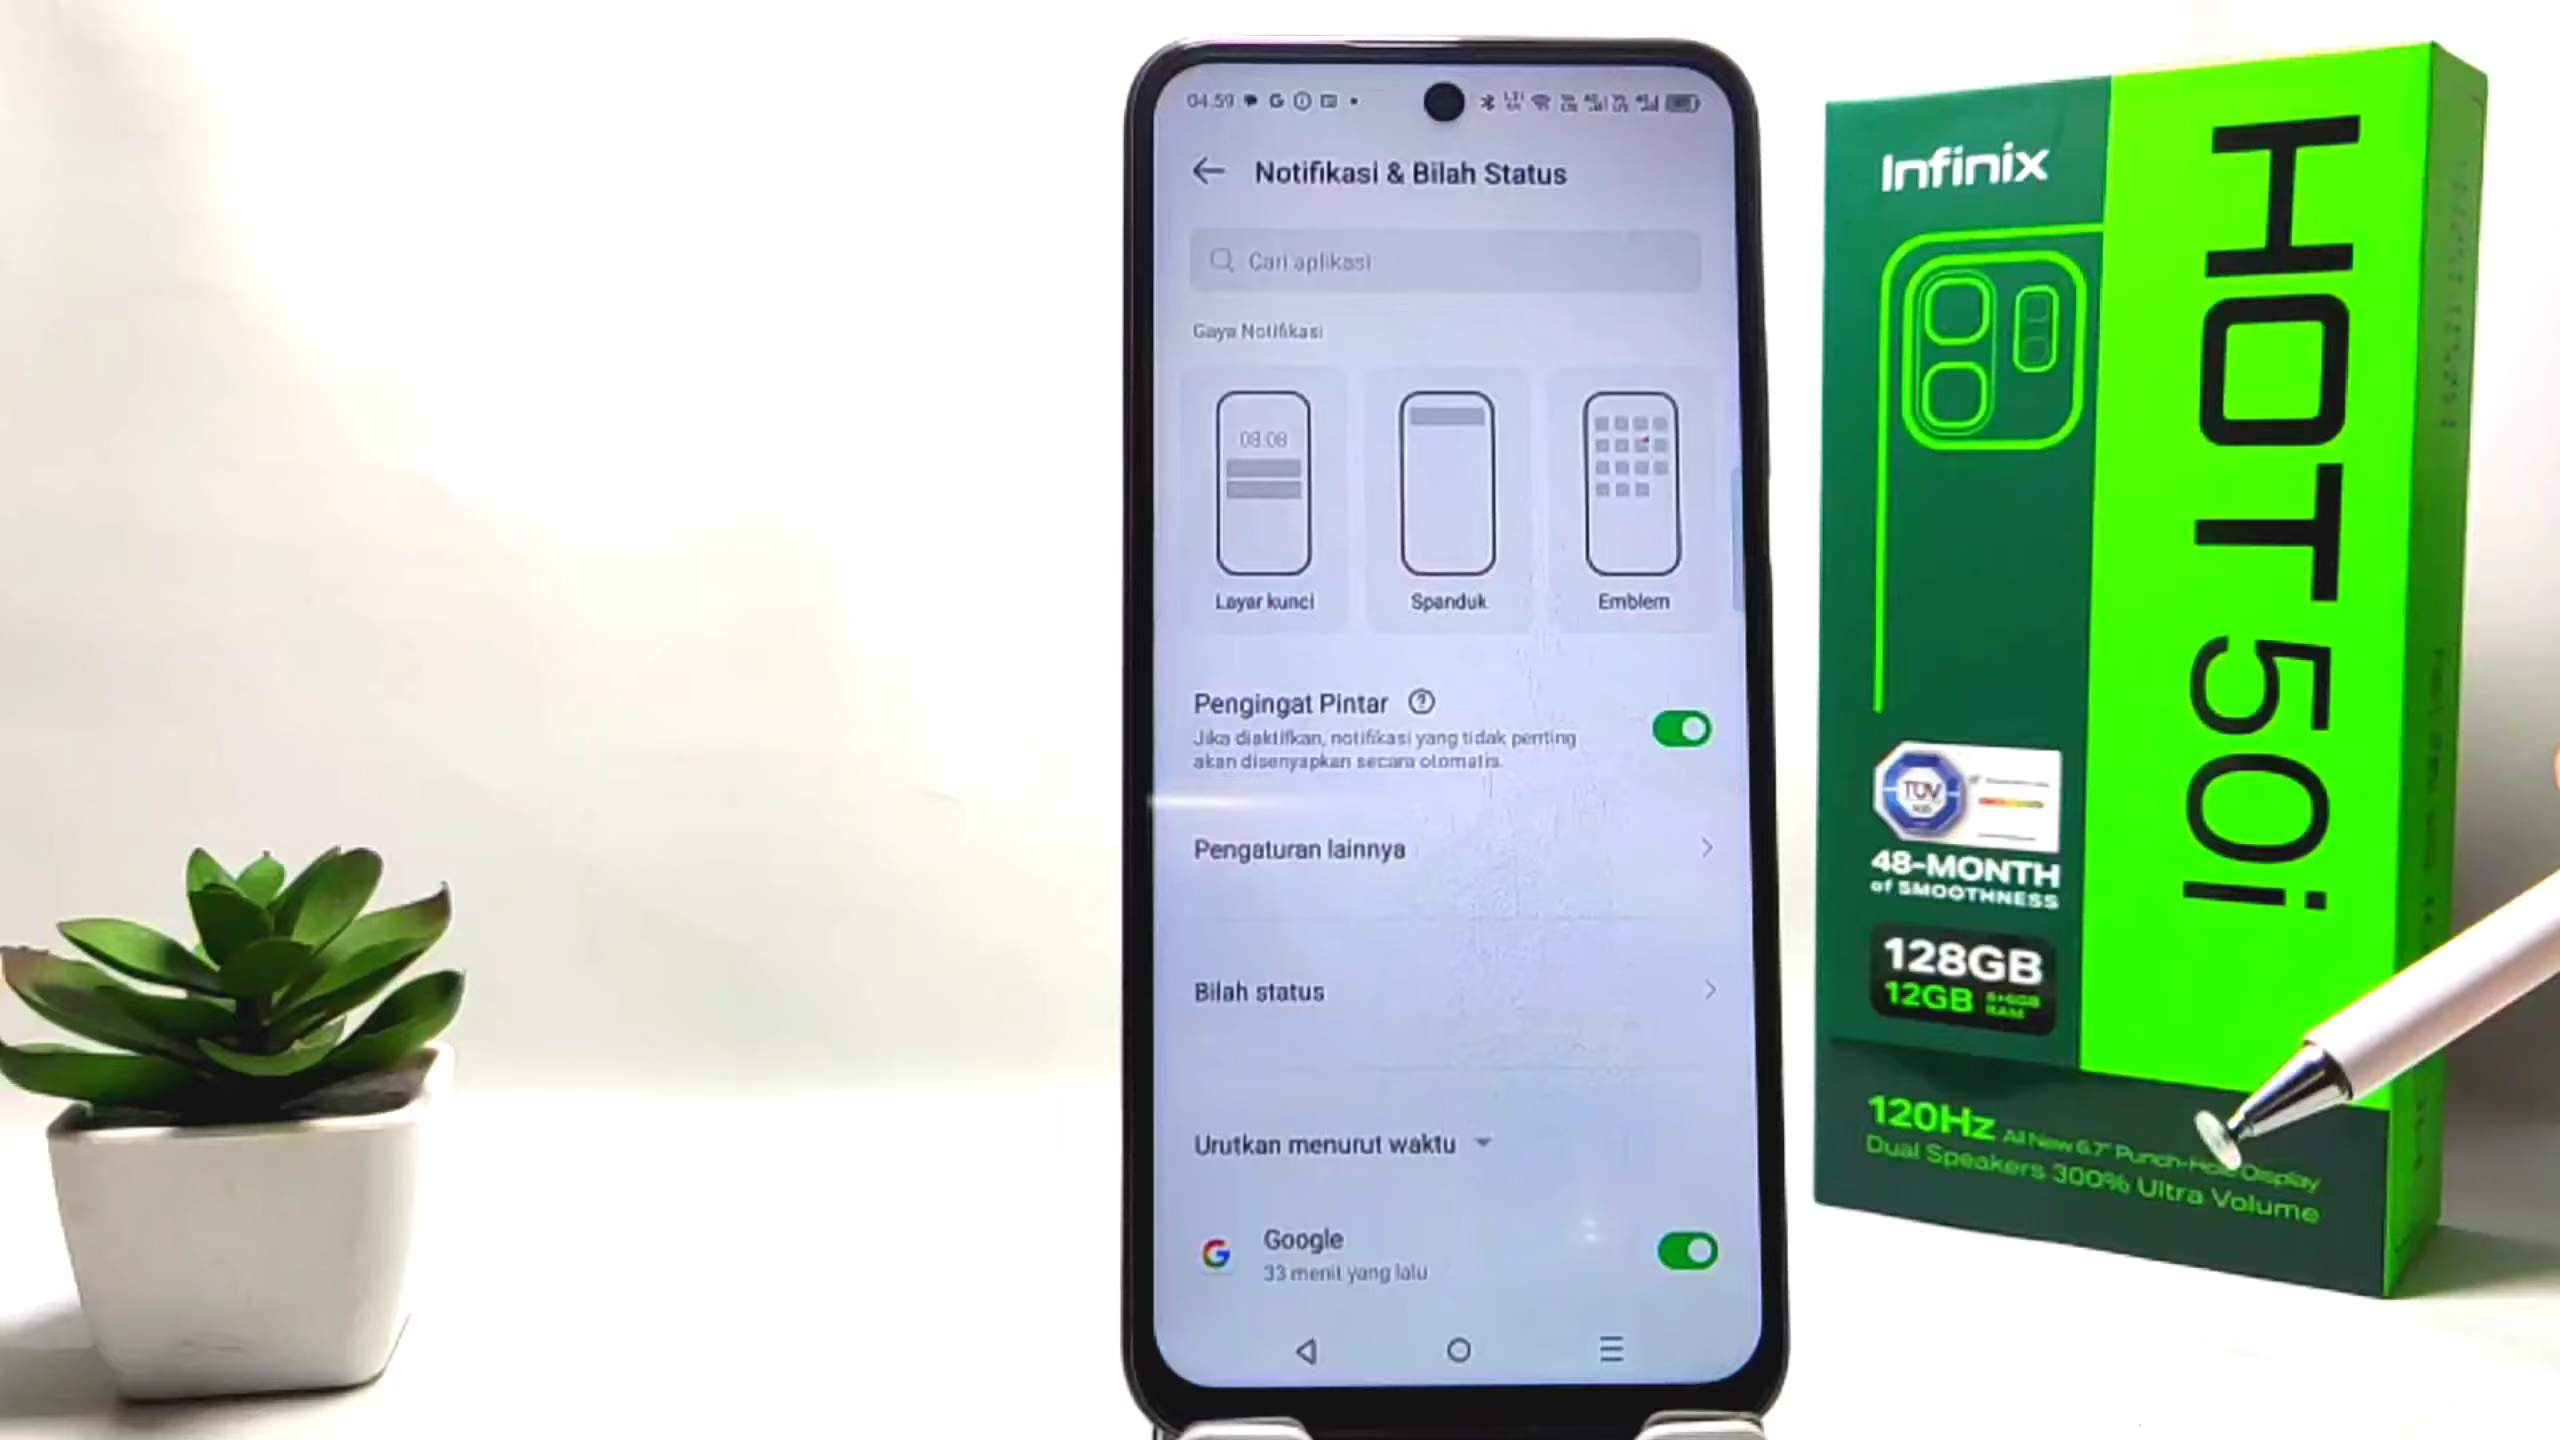 04.59
Notifikasi & Bilah Status
Cari aplikasi
Gaya Notifikasi
08:08
Layar kunci
Spanduk
Emblem
Pengingat Pintar ?
Jika diaktifkan, notifikasi yang tidak penting
akan disenyapkan secara otomatis.
Pengaturan lainnya
Bilah status
Urutkan menurut waktu
Google
33 menit yang lalu
Infinix
HOT 50i
TÜV
48-MONTH
of SMOOTHNESS
128GB
12GB
RAM
120Hz All New 6.7" Punch-Hole Display
Dual Speakers 300% Ultra Volume